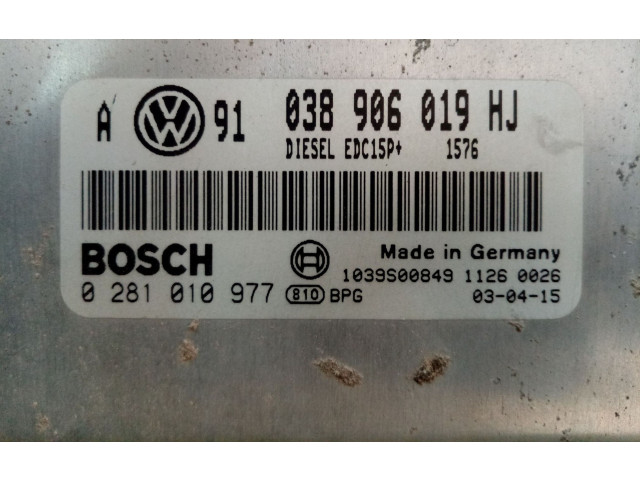 A VW 91 038 906 019 HJ
DIESEL EDC15P+ 1576
BOSCH Made in Germany
1039S00849 1126 0026
0 281 010 977 810 BPG 03-04-15